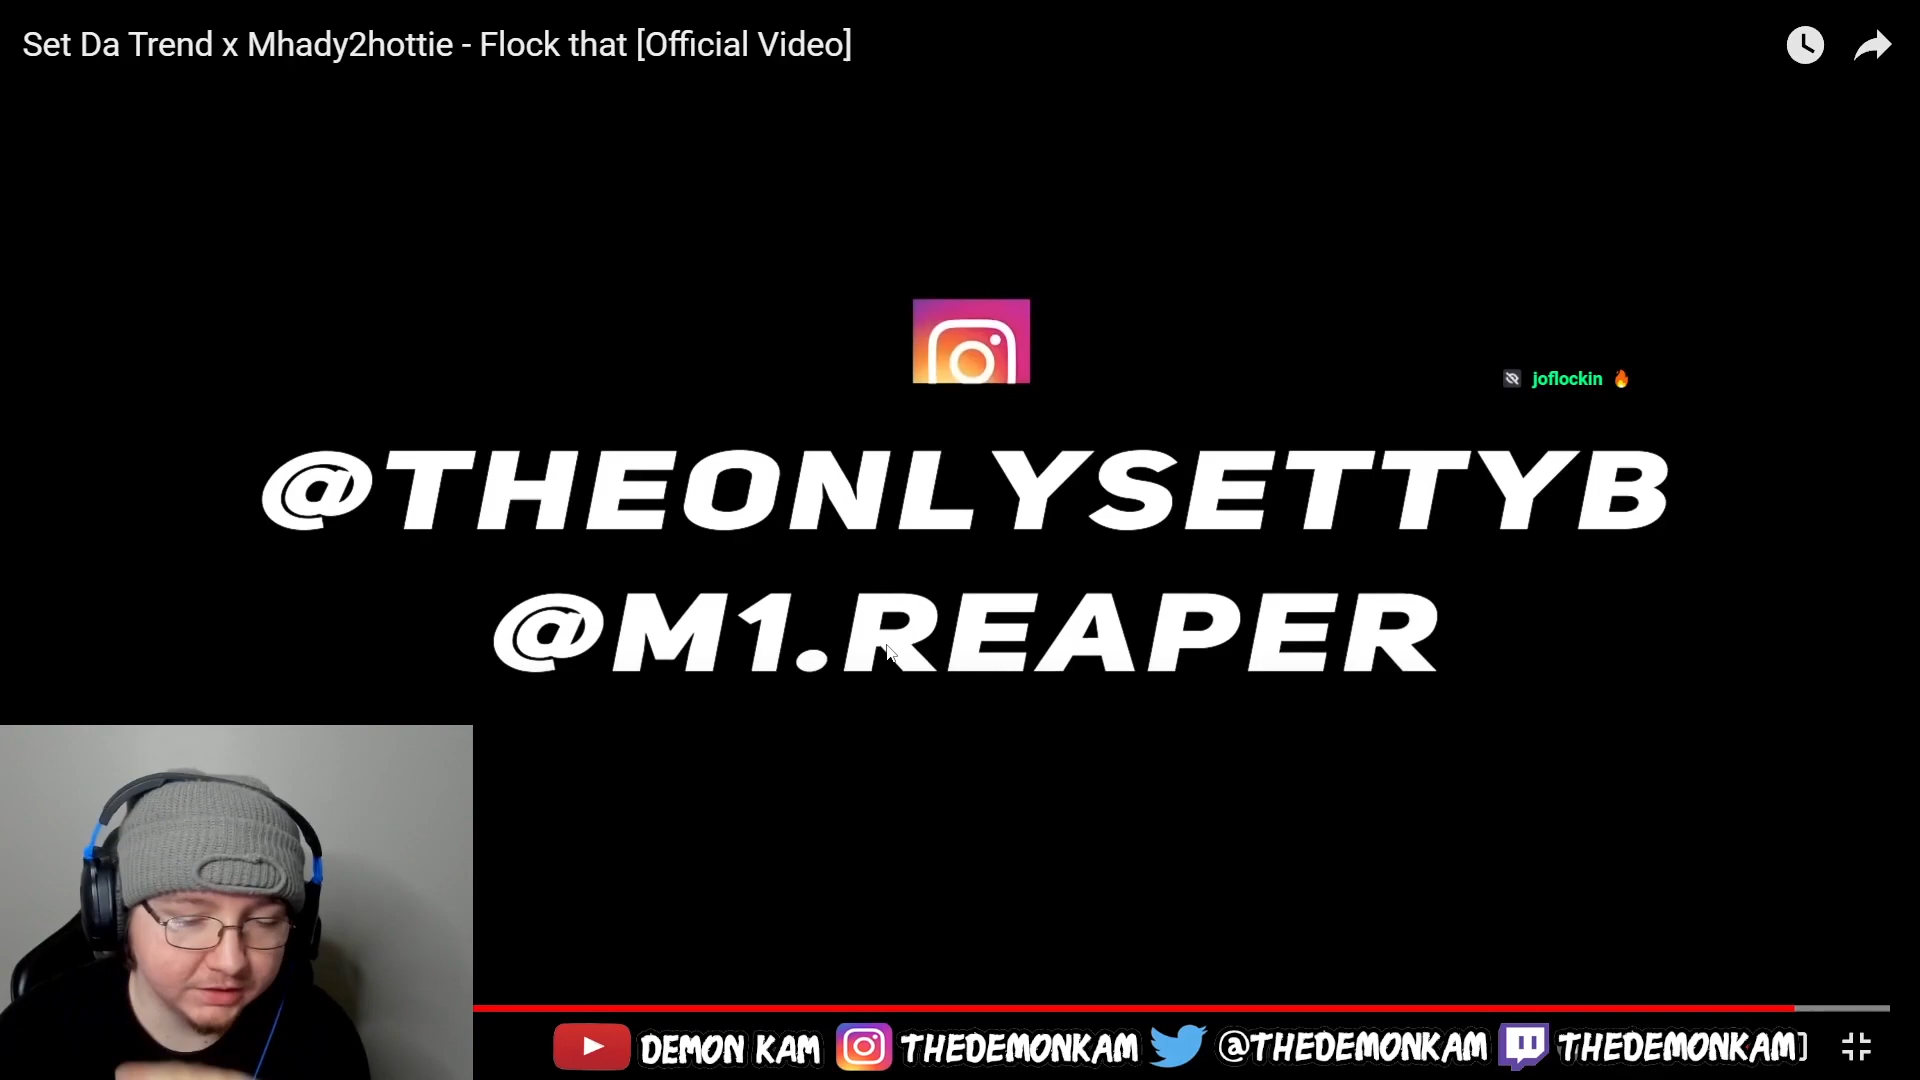 Set Da Trend x Mhady2hottie - Flock that [Official Video]
joflockin
@THEONLYSETTYB
@M1.REAPER
DEMON KAM THEDEMONKAM @THEDEMONKAM THEDEMONKAM]